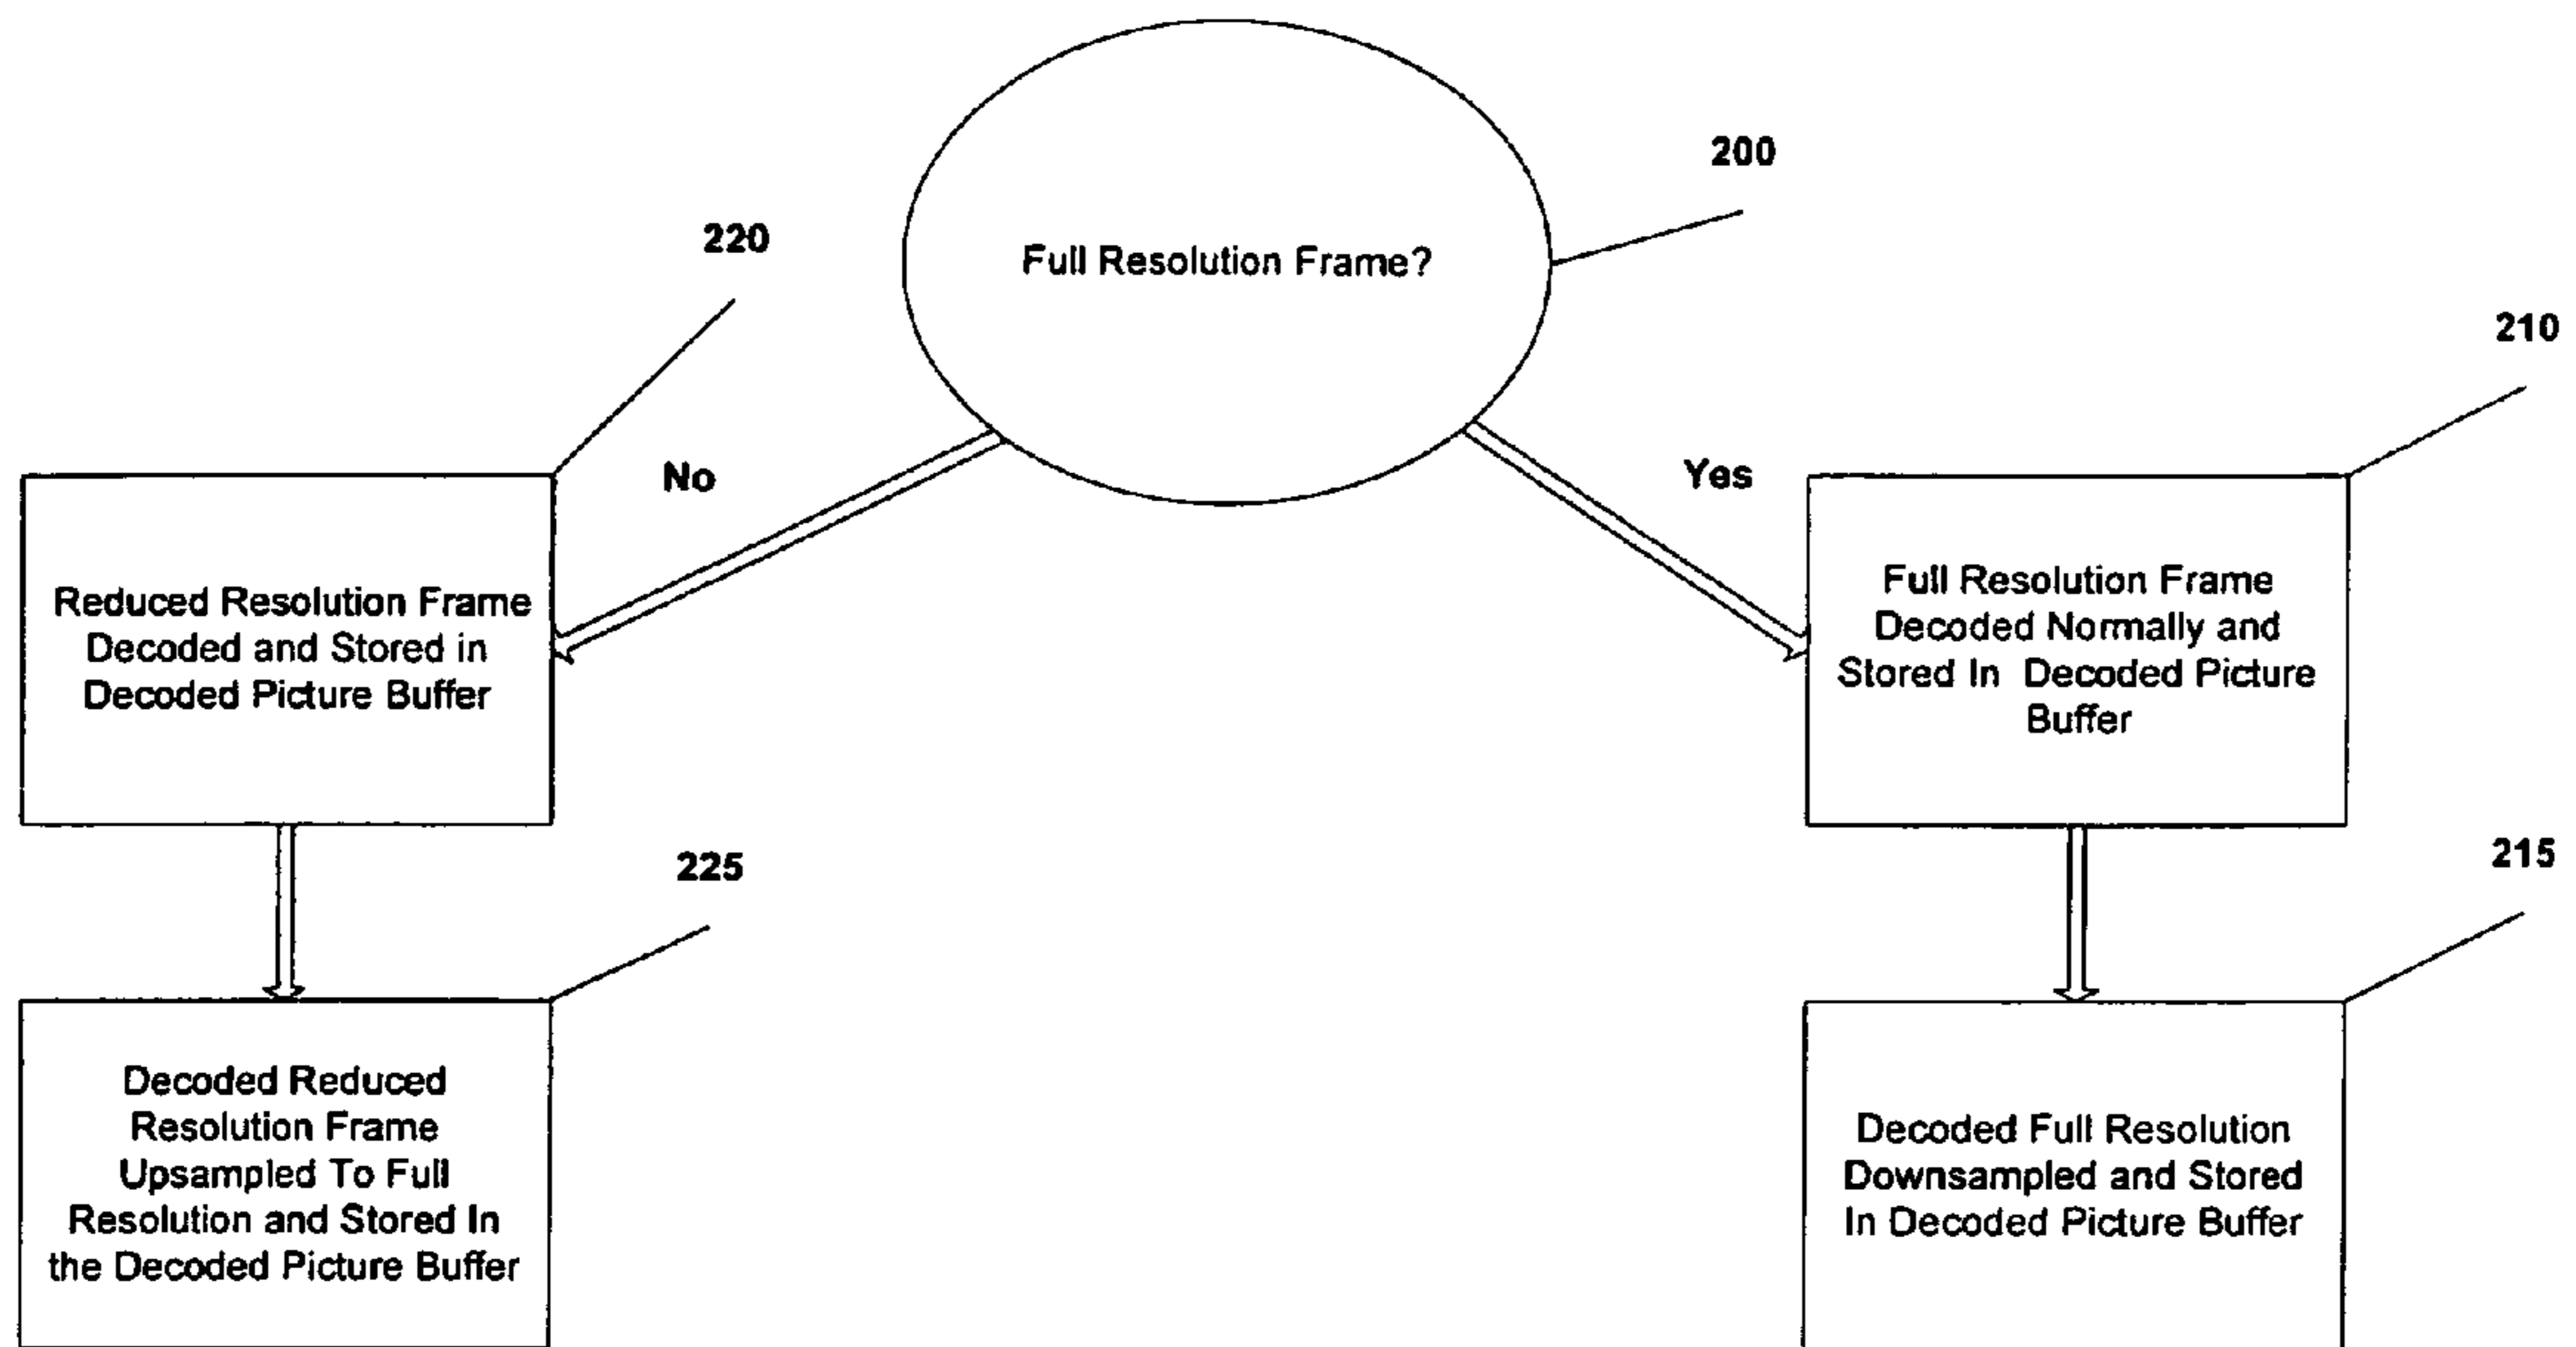 200
Full Resolution Frame?
220
210
No
Yes
Reduced Resolution Frame
Decoded and Stored in
Decoded Picture Buffer
Full Resolution Frame
Decoded Normally and
Stored In Decoded Picture
Buffer
225
215
Decoded Reduced
Resolution Frame
Upsampled To Full
Resolution and Stored In
the Decoded Picture Buffer
Decoded Full Resolution
Downsampled and Stored
In Decoded Picture Buffer